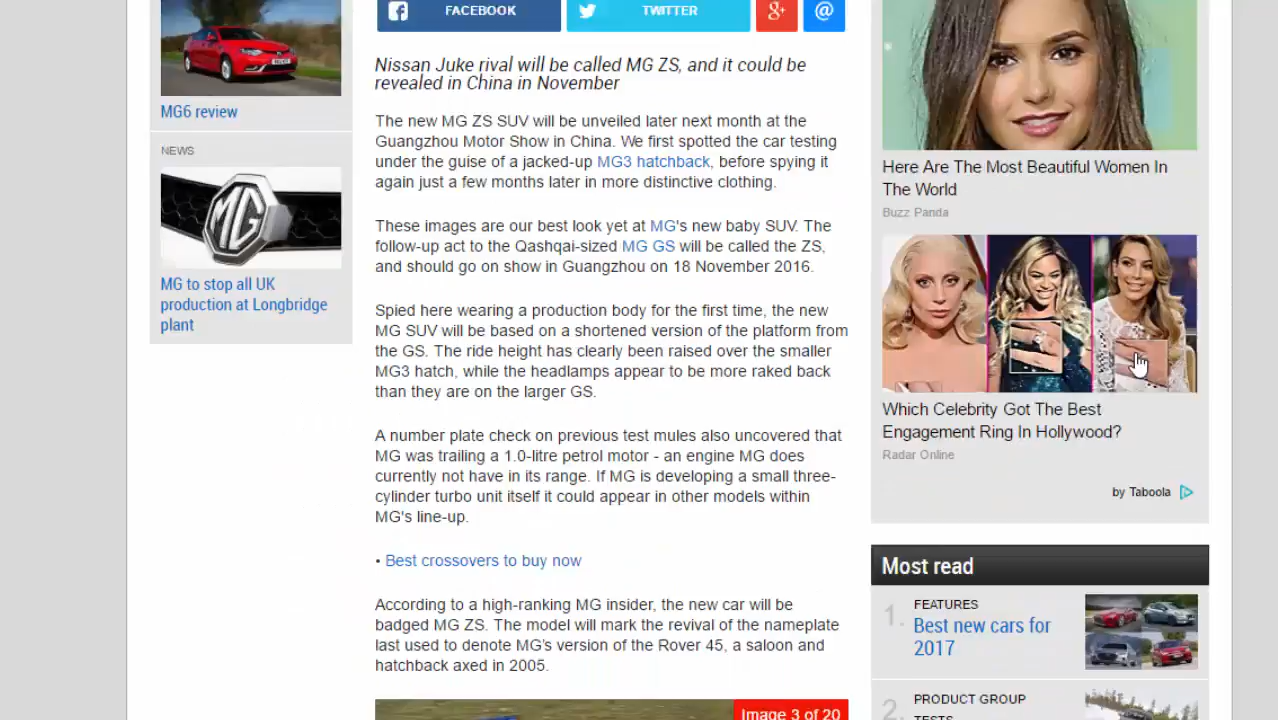 FACEBOOK
TWITTER
g+
@
MG6 review
NEWS
MG
MG to stop all UK
production at Longbridge
plant
Nissan Juke rival will be called MG ZS, and it could be
revealed in China in November
The new MG ZS SUV will be unveiled later next month at the
Guangzhou Motor Show in China. We first spotted the car testing
under the guise of a jacked-up MG3 hatchback, before spying it
again just a few months later in more distinctive clothing.
These images are our best look yet at MG's new baby SUV. The
follow-up act to the Qashqai-sized MG GS will be called the ZS,
and should go on show in Guangzhou on 18 November 2016.
Spied here wearing a production body for the first time, the new
MG SUV will be based on a shortened version of the platform from
the GS. The ride height has clearly been raised over the smaller
MG3 hatch, while the headlamps appear to be more raked back
than they are on the larger GS.
A number plate check on previous test mules also uncovered that
MG was trailing a 1.0-litre petrol motor - an engine MG does
currently not have in its range. If MG is developing a small three-
cylinder turbo unit itself it could appear in other models within
MG's line-up.
• Best crossovers to buy now
According to a high-ranking MG insider, the new car will be
badged MG ZS. The model will mark the revival of the nameplate
last used to denote MG's version of the Rover 45, a saloon and
hatchback axed in 2005.
Image 3 of 20
Here Are The Most Beautiful Women In
The World
Buzz Panda
Which Celebrity Got The Best
Engagement Ring In Hollywood?
Radar Online
by Taboola
Most read
1.
FEATURES
Best new cars for
2017
2.
PRODUCT GROUP
TESTS